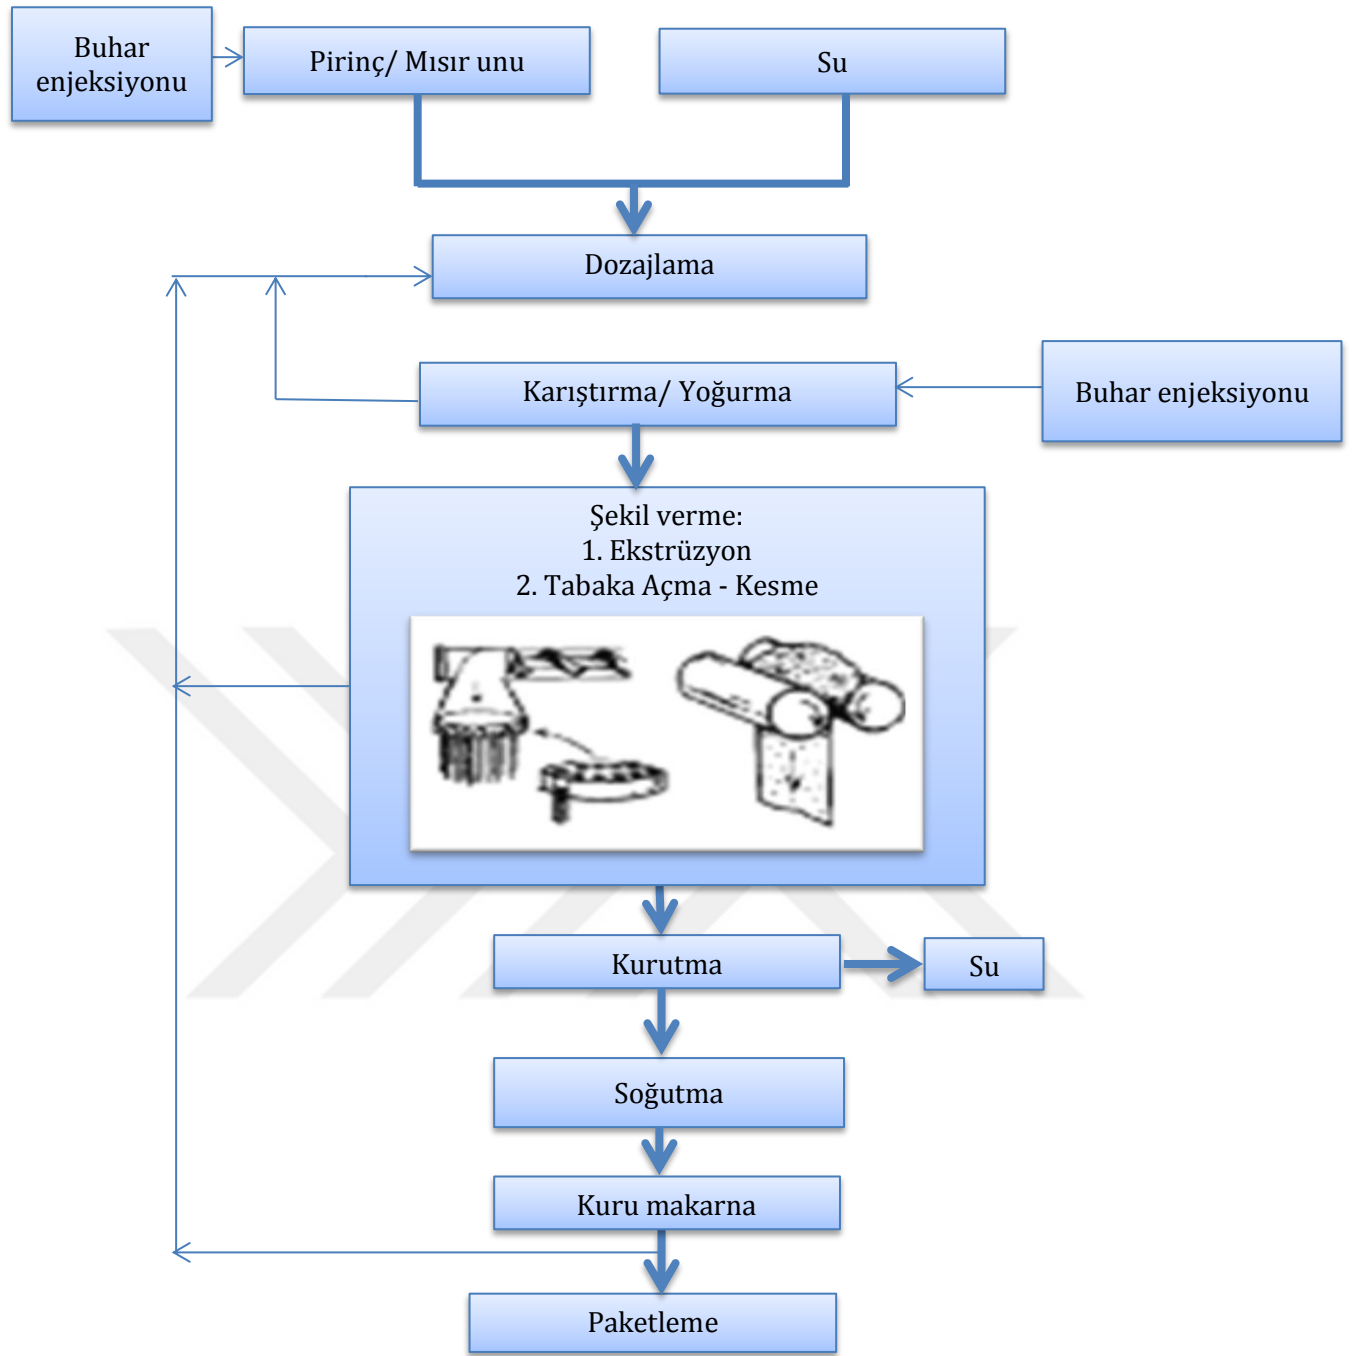 Buhar
enjeksiyonu
Pirinç/ Mısır unu
Su
Dozajlama
Karıştırma/ Yoğurma
Buhar enjeksiyonu
Şekil verme:
1. Ekstrüzyon
2. Tabaka Açma - Kesme
Kurutma
Su
Soğutma
Kuru makarna
Paketleme